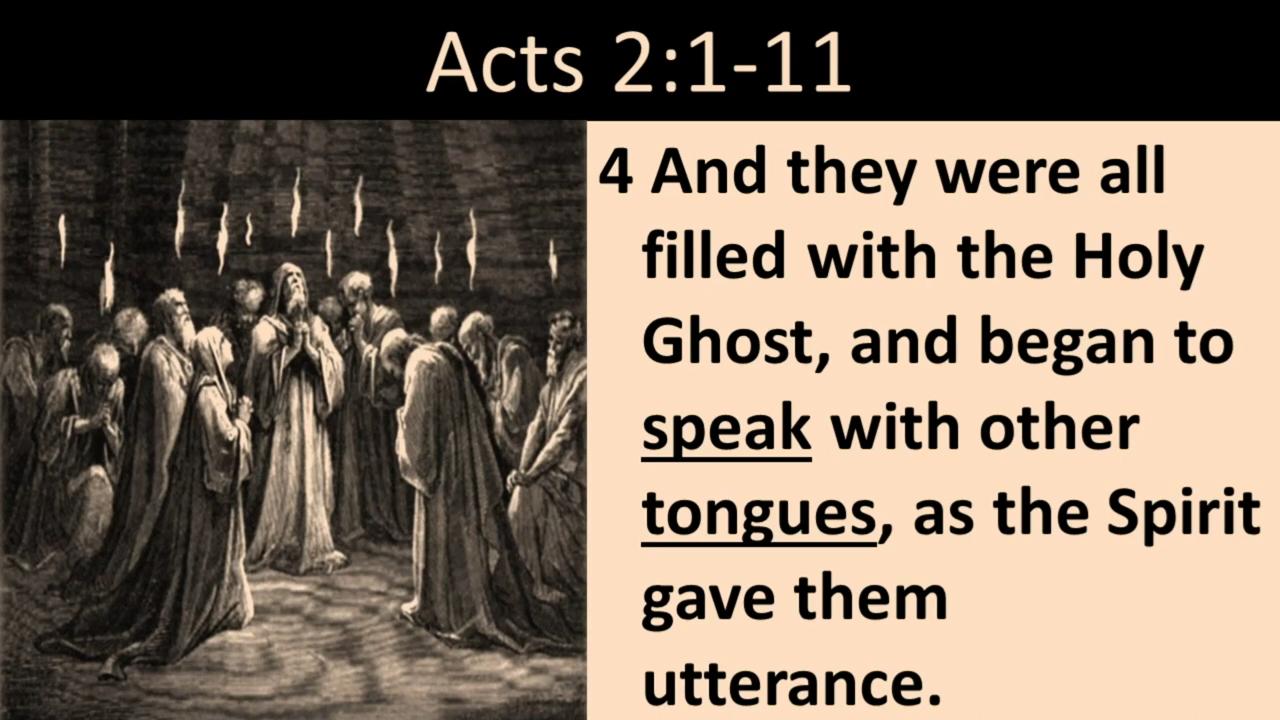 Acts 2:1-11
4 And they were all
filled with the Holy
Ghost, and began to
speak with other
tongues, as the Spirit
gave them
utterance.